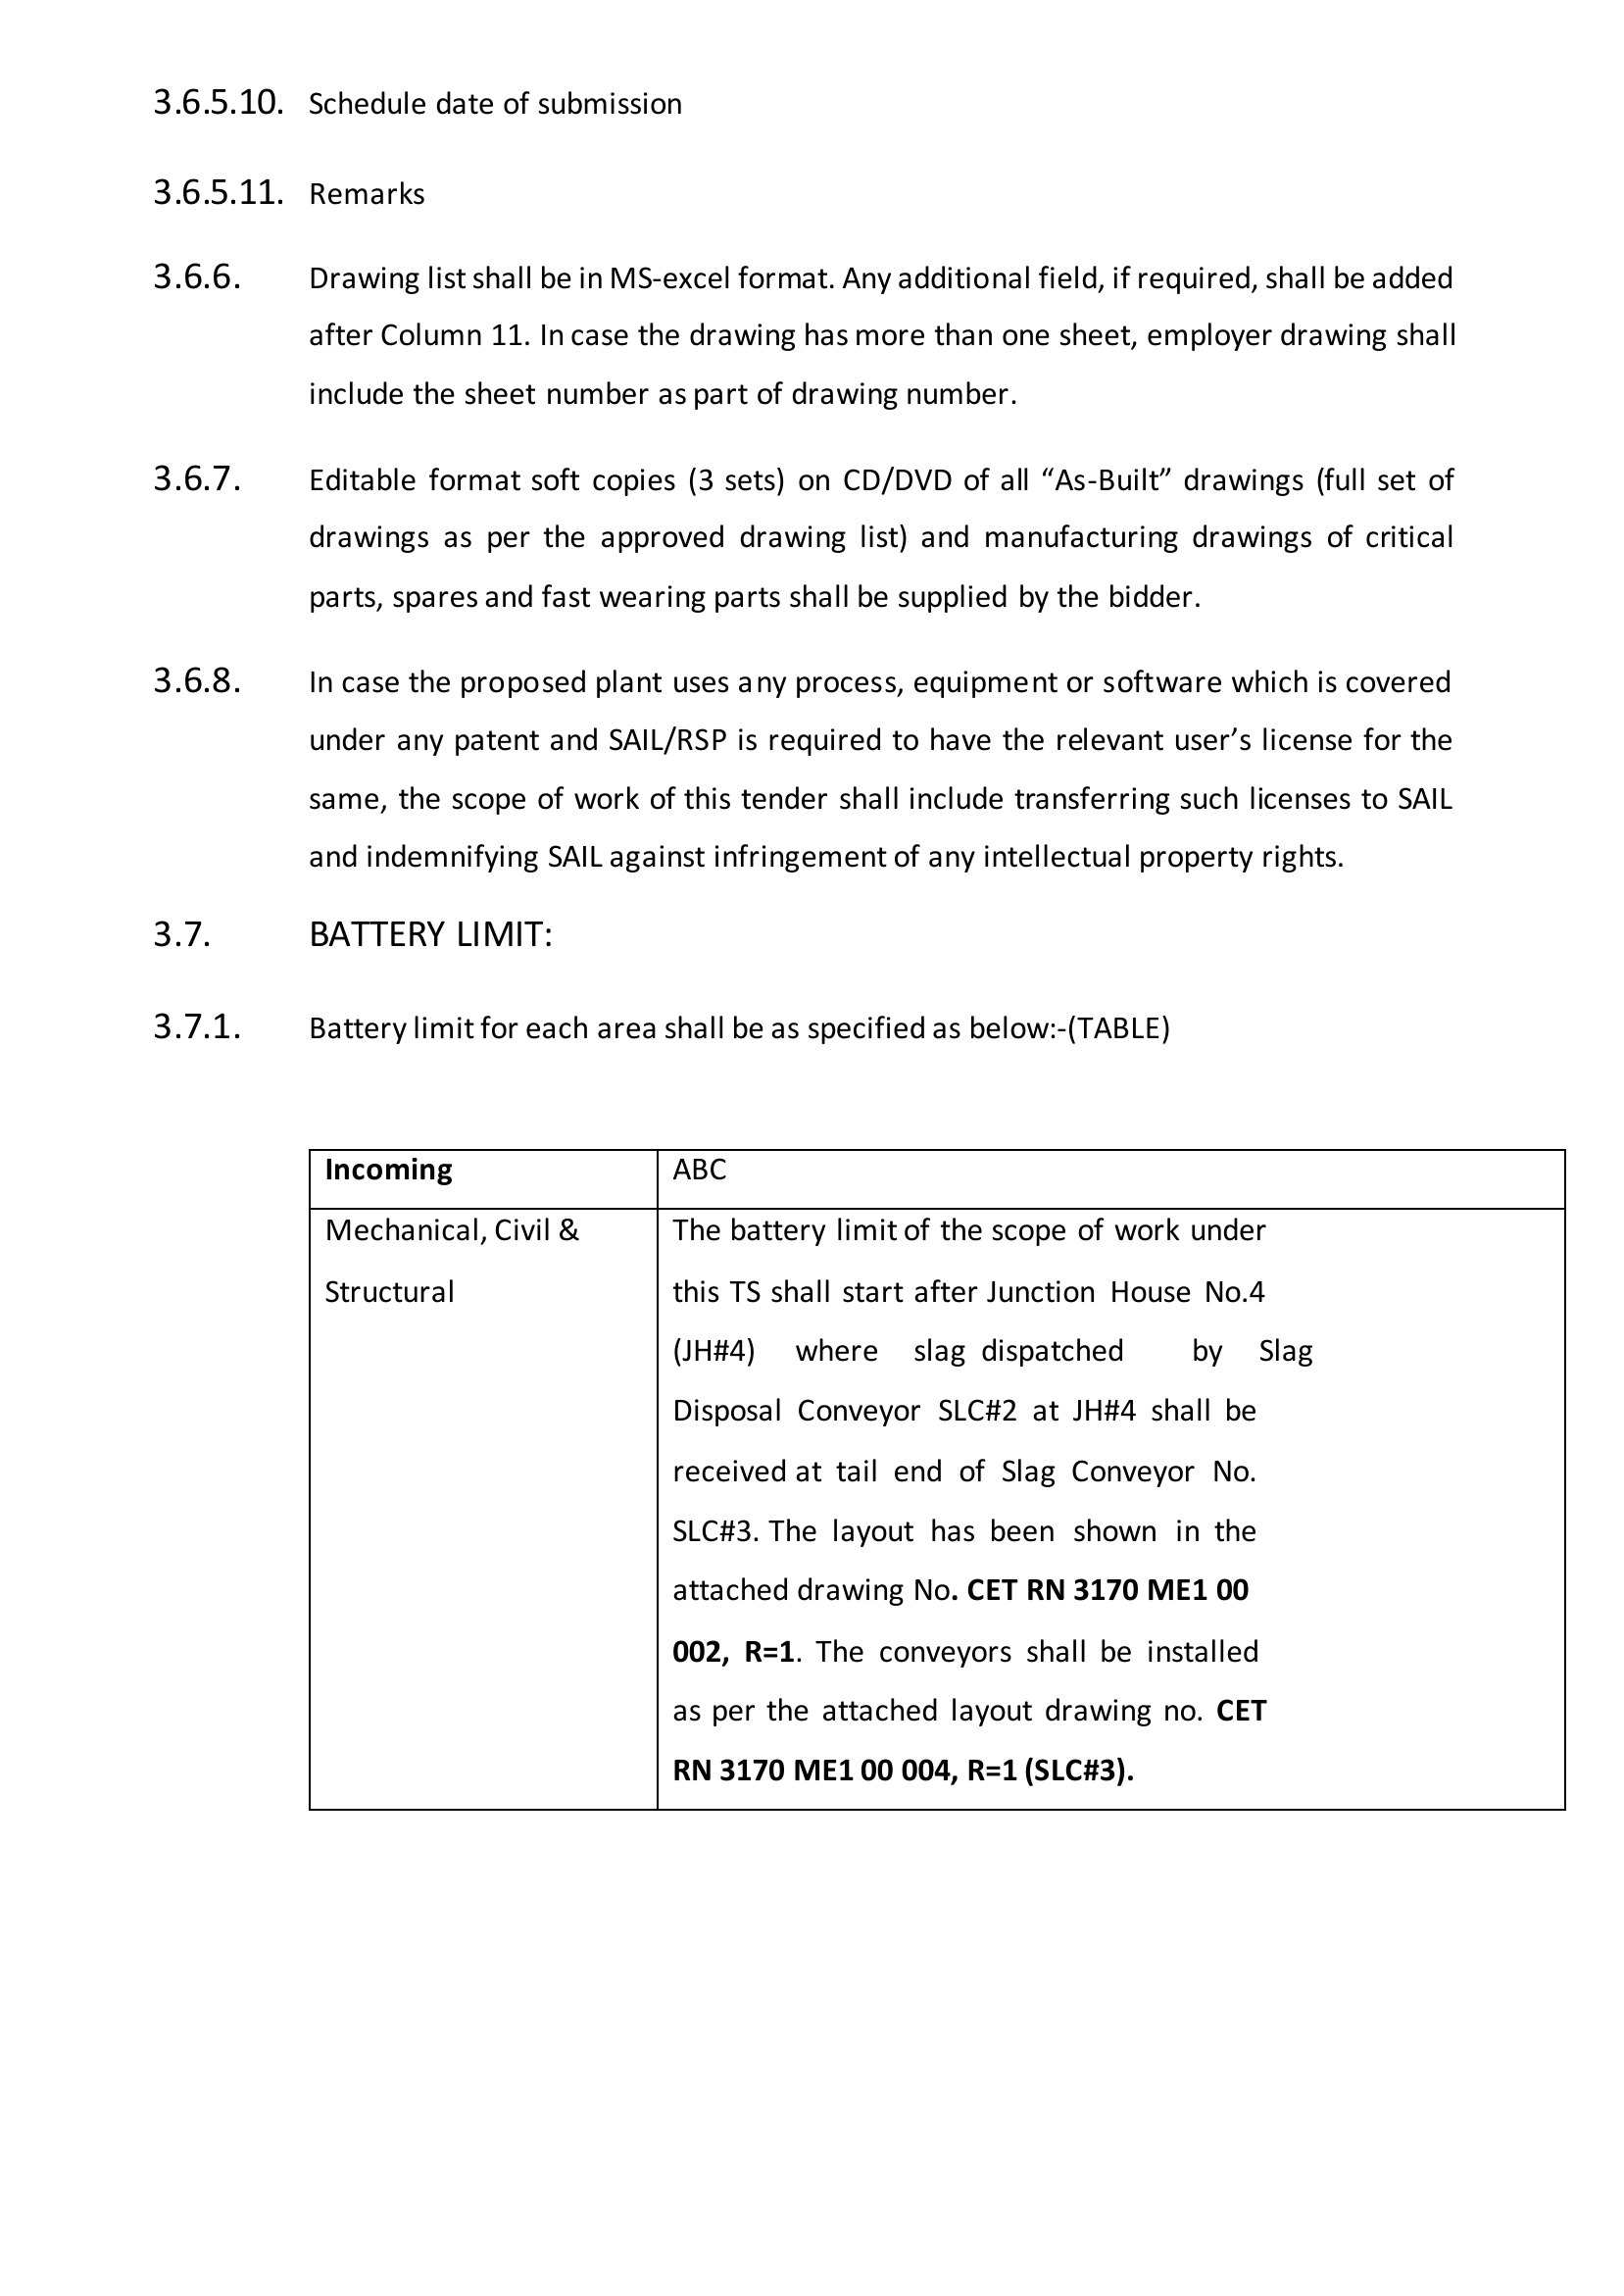 3.6.5.10. Schedule date of submission
3.6.5.11. Remarks
3.6.6. Drawing list shall be in MS-excel format. Any additional field, if required, shall be added
after Column 11. In case the drawing has more than one sheet, employer drawing shall
include the sheet number as part of drawing number.
3.6.7. Editable format soft copies (3 sets) on CD/DVD of all “As-Built” drawings (full set of
drawings as per the approved drawing list) and manufacturing drawings of critical
parts, spares and fast wearing parts shall be supplied by the bidder.
3.6.8. In case the proposed plant uses any process, equipment or software which is covered
under any patent and SAIL/RSP is required to have the relevant user’s license for the
same, the scope of work of this tender shall include transferring such licenses to SAIL
and indemnifying SAIL against infringement of any intellectual property rights.
3.7. BATTERY LIMIT:
3.7.1. Battery limit for each area shall be as specified as below:-(TABLE)
Incoming ABC
Mechanical, Civil &
Structural
The battery limit of the scope of work under
this TS shall start after Junction House No.4
(JH#4) where slag dispatched by Slag
Disposal Conveyor SLC#2 at JH#4 shall be
received at tail end of Slag Conveyor No.
SLC#3. The layout has been shown in the
attached drawing No. CET RN 3170 ME1 00
002, R=1. The conveyors shall be installed
as per the attached layout drawing no. CET
RN 3170 ME1 00 004, R=1 (SLC#3).